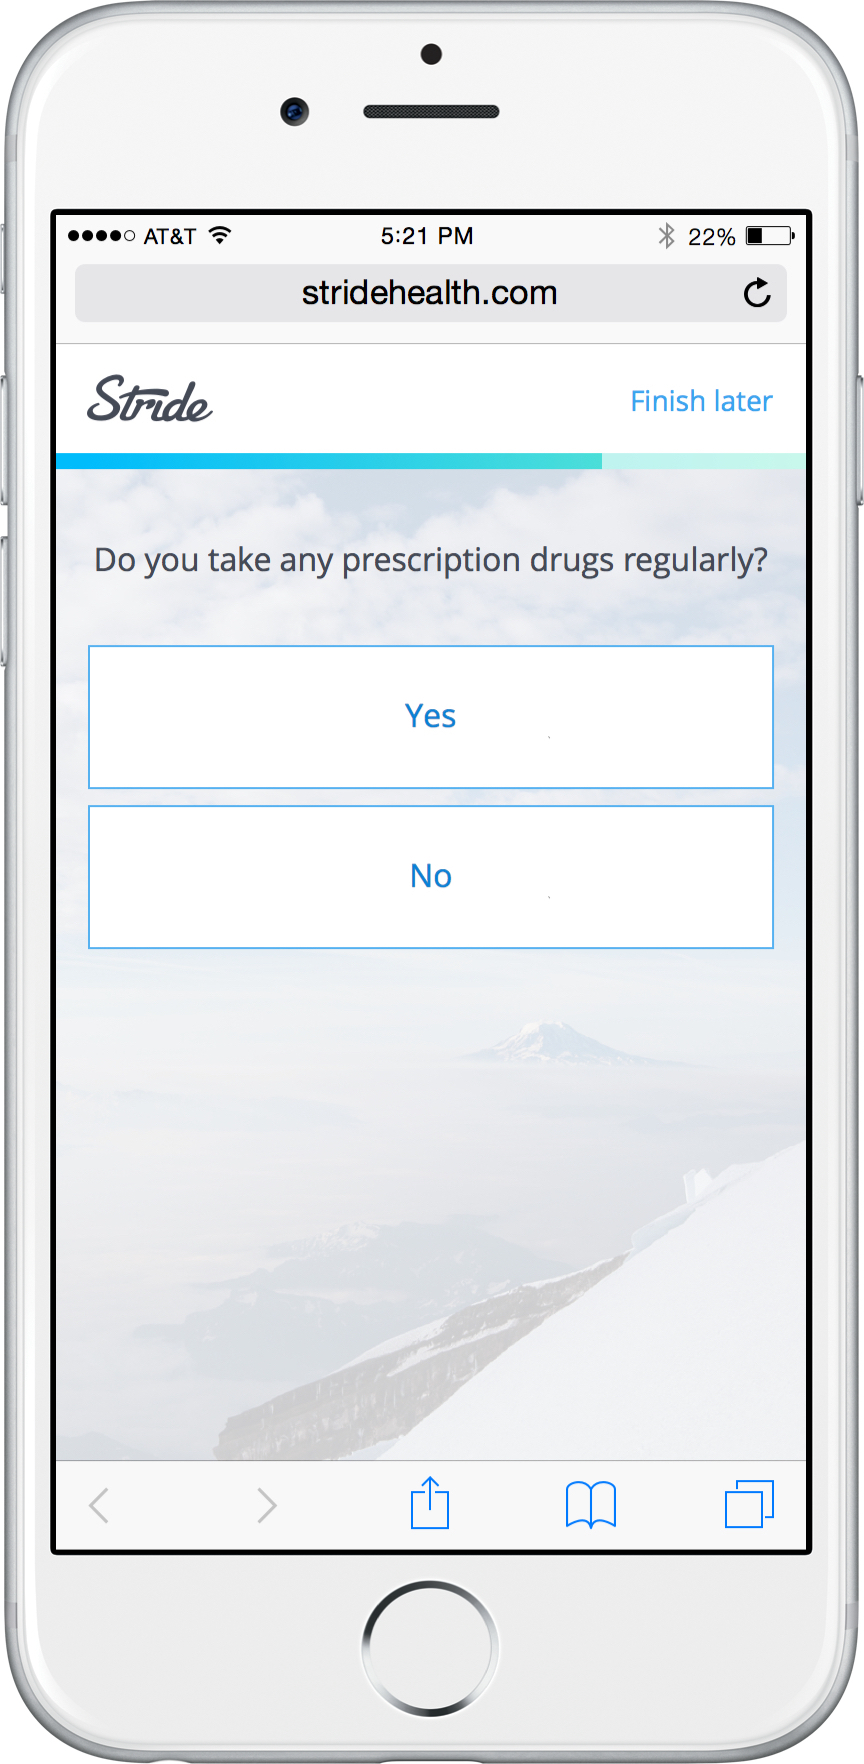 AT&T 5:21 PM 22%
stridehealth.com
Stride Finish later
Do you take any prescription drugs regularly?
Yes
No